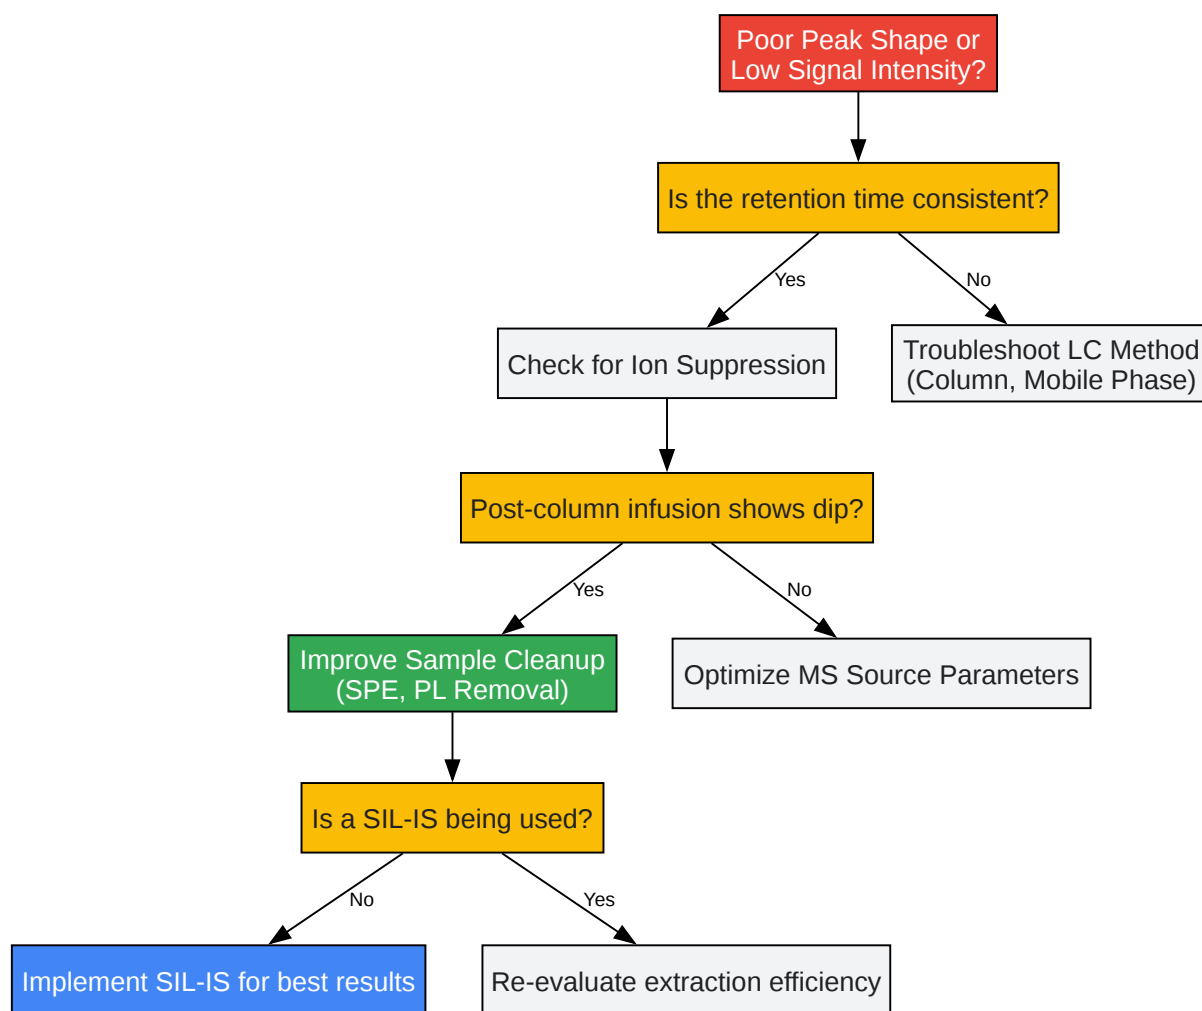 Poor Peak Shape or
Low Signal Intensity?
Is the retention time consistent?
Yes
No
Check for Ion Suppression
Troubleshoot LC Method
(Column, Mobile Phase)
Post-column infusion shows dip?
Yes
No
Improve Sample Cleanup
(SPE, PL Removal)
Optimize MS Source Parameters
Is a SIL-IS being used?
No
Yes
Implement SIL-IS for best results
Re-evaluate extraction efficiency